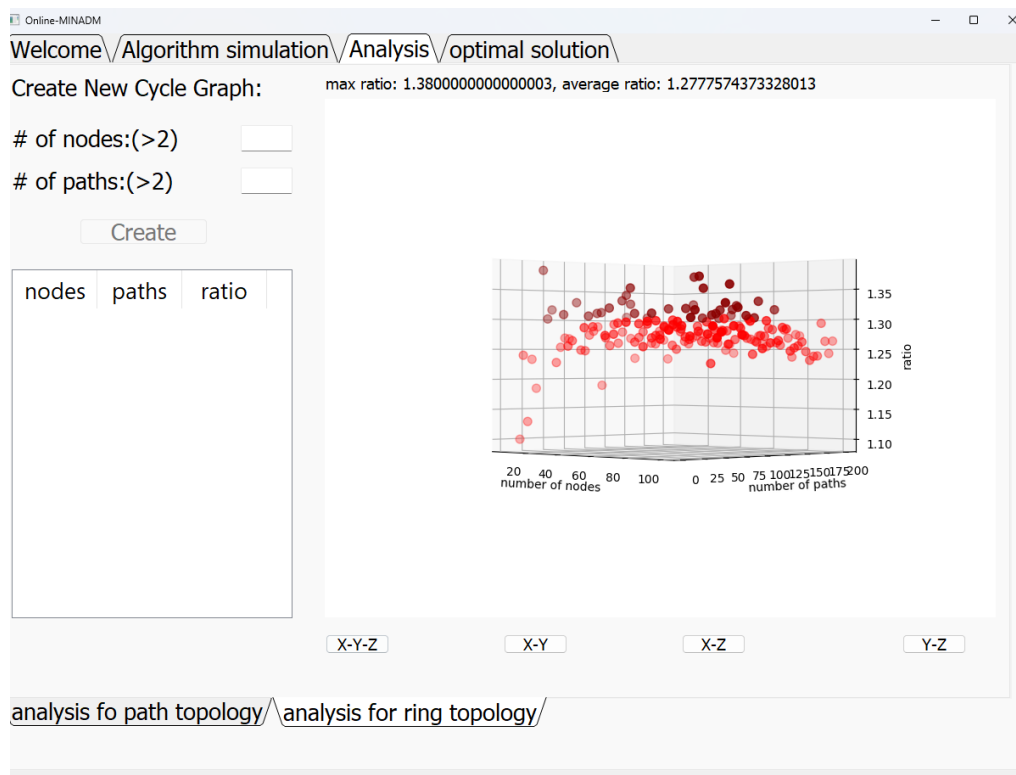 Online-MINADM
Welcome Algorithm simulation Analysis optimal solution
Create New Cycle Graph:
max ratio: 1.3800000000000003, average ratio: 1.2777574373328013
# of nodes:(>2)
# of paths:(>2)
Create
nodes paths ratio
1.35
1.30
1.25
1.20
1.15
1.10
ratio
20 40 60 80 100
number of nodes
0 25 50 75 100 125 150 175 200
number of paths
X-Y-Z X-Y X-Z Y-Z
analysis fo path topology analysis for ring topology